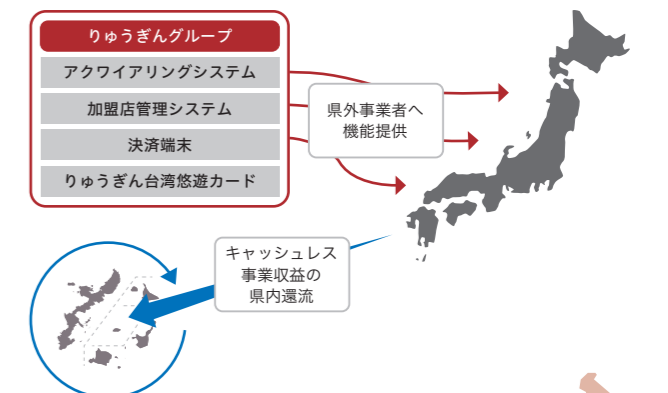 りゅうぎんグループ
アクワイアリングシステム
加盟店管理システム
決済端末
りゅうぎん台湾悠遊カード
県外事業者へ
機能提供
キャッシュレス
事業収益の
県内還流